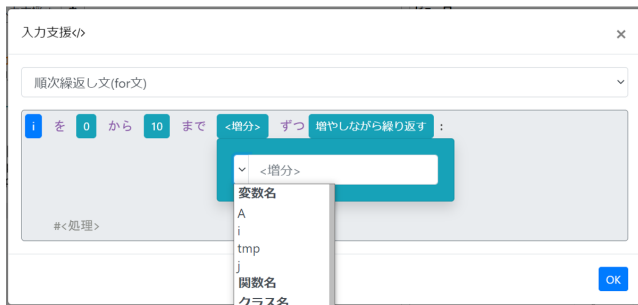 入力支援</>
×
順次繰返し文(for文)
i を 0 から 10 まで <増分> ずつ 増やしながら繰り返す :
<増分>
変数名
A
i
tmp
j
関数名
クラス名
#<処理>
OK